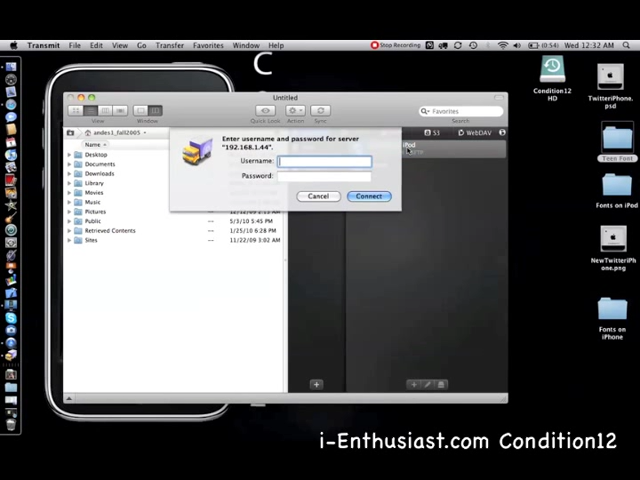 Transmit File Edit View Go Transfer Favorites Window Help Stop Recording (0:54) Wed 12:32 AM
C
Untitled
View Window Quick Look Action Sync Search
Favorites
andes1_fall2005
S3 WebDAV
Name
Desktop
Documents
Downloads
Library
Movies
Music
Pictures
Public -- 5/3/10 5:45 PM
Retrieved Contents -- 1/25/10 6:28 PM
Sites -- 11/22/09 3:02 AM
Enter username and password for server
"192.168.1.44".
Username:
Password:
Cancel Connect
iPod
Condition12
HD
TwitteriPhone.
psd
Teen Font
Fonts on iPod
NewTwitteriPh
one.png
Fonts on
iPhone
i-Enthusiast.com Condition12